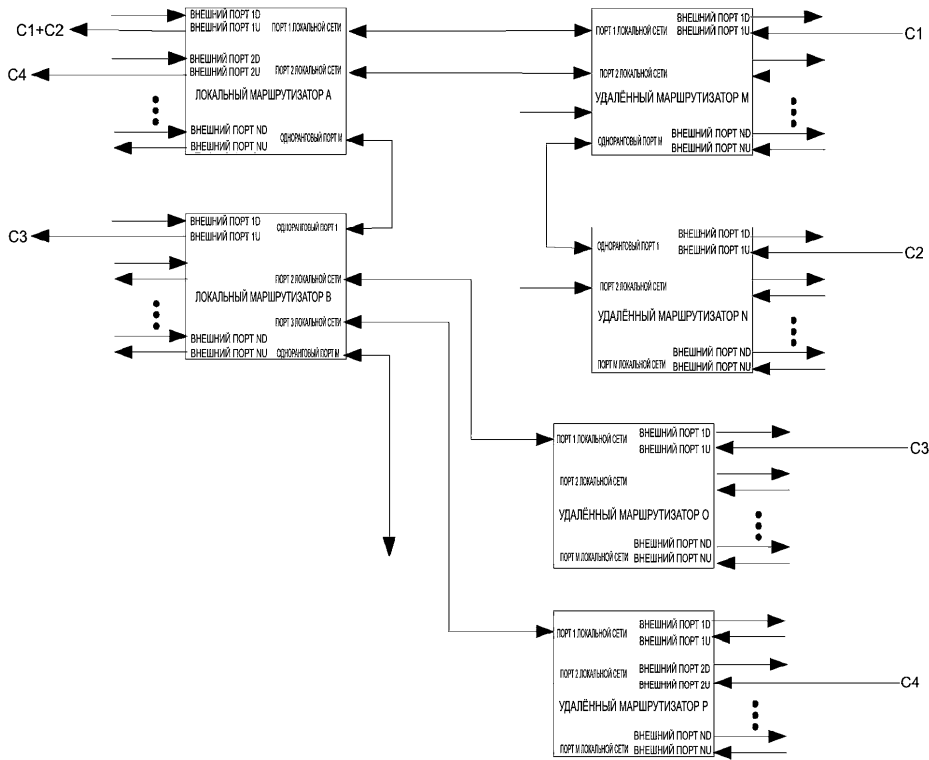 C1+C2
ВНЕШНИЙ ПОРТ 1D
ВНЕШНИЙ ПОРТ 1U
ПОРТ 1 ЛОКАЛЬНОЙ СЕТИ
C4
ВНЕШНИЙ ПОРТ 2D
ВНЕШНИЙ ПОРТ 2U
ПОРТ 2 ЛОКАЛЬНОЙ СЕТИ
ЛОКАЛЬНЫЙ МАРШРУТИЗАТОР A
ВНЕШНИЙ ПОРТ ND
ВНЕШНИЙ ПОРТ NU
ОДНОРАНГОВЫЙ ПОРТ M
ВНЕШНИЙ ПОРТ 1D
ПОРТ 1 ЛОКАЛЬНОЙ СЕТИ
ВНЕШНИЙ ПОРТ 1U
C1
ПОРТ 2 ЛОКАЛЬНОЙ СЕТИ
УДАЛЁННЫЙ МАРШРУТИЗАТОР M
ОДНОРАНГОВЫЙ ПОРТ M
ВНЕШНИЙ ПОРТ ND
ВНЕШНИЙ ПОРТ NU
C3
ВНЕШНИЙ ПОРТ 1D
ВНЕШНИЙ ПОРТ 1U
ОДНОРАНГОВЫЙ ПОРТ 1
ПОРТ 2 ЛОКАЛЬНОЙ СЕТИ
ЛОКАЛЬНЫЙ МАРШРУТИЗАТОР B
ПОРТ 3 ЛОКАЛЬНОЙ СЕТИ
ВНЕШНИЙ ПОРТ ND
ВНЕШНИЙ ПОРТ NU
ОДНОРАНГОВЫЙ ПОРТ M
ВНЕШНИЙ ПОРТ 1D
ОДНОРАНГОВЫЙ ПОРТ 1
ВНЕШНИЙ ПОРТ 1U
C2
ПОРТ 2 ЛОКАЛЬНОЙ СЕТИ
УДАЛЁННЫЙ МАРШРУТИЗАТОР N
ВНЕШНИЙ ПОРТ ND
ПОРТ M ЛОКАЛЬНОЙ СЕТИ
ВНЕШНИЙ ПОРТ NU
ВНЕШНИЙ ПОРТ 1D
ПОРТ 1 ЛОКАЛЬНОЙ СЕТИ
ВНЕШНИЙ ПОРТ 1U
C3
ПОРТ 2 ЛОКАЛЬНОЙ СЕТИ
УДАЛЁННЫЙ МАРШРУТИЗАТОР O
ВНЕШНИЙ ПОРТ ND
ПОРТ M ЛОКАЛЬНОЙ СЕТИ
ВНЕШНИЙ ПОРТ NU
ВНЕШНИЙ ПОРТ 1D
ПОРТ 1 ЛОКАЛЬНОЙ СЕТИ
ВНЕШНИЙ ПОРТ 1U
ВНЕШНИЙ ПОРТ 2D
ПОРТ 2 ЛОКАЛЬНОЙ СЕТИ
ВНЕШНИЙ ПОРТ 2U
C4
УДАЛЁННЫЙ МАРШРУТИЗАТОР P
ВНЕШНИЙ ПОРТ ND
ПОРТ M ЛОКАЛЬНОЙ СЕТИ
ВНЕШНИЙ ПОРТ NU